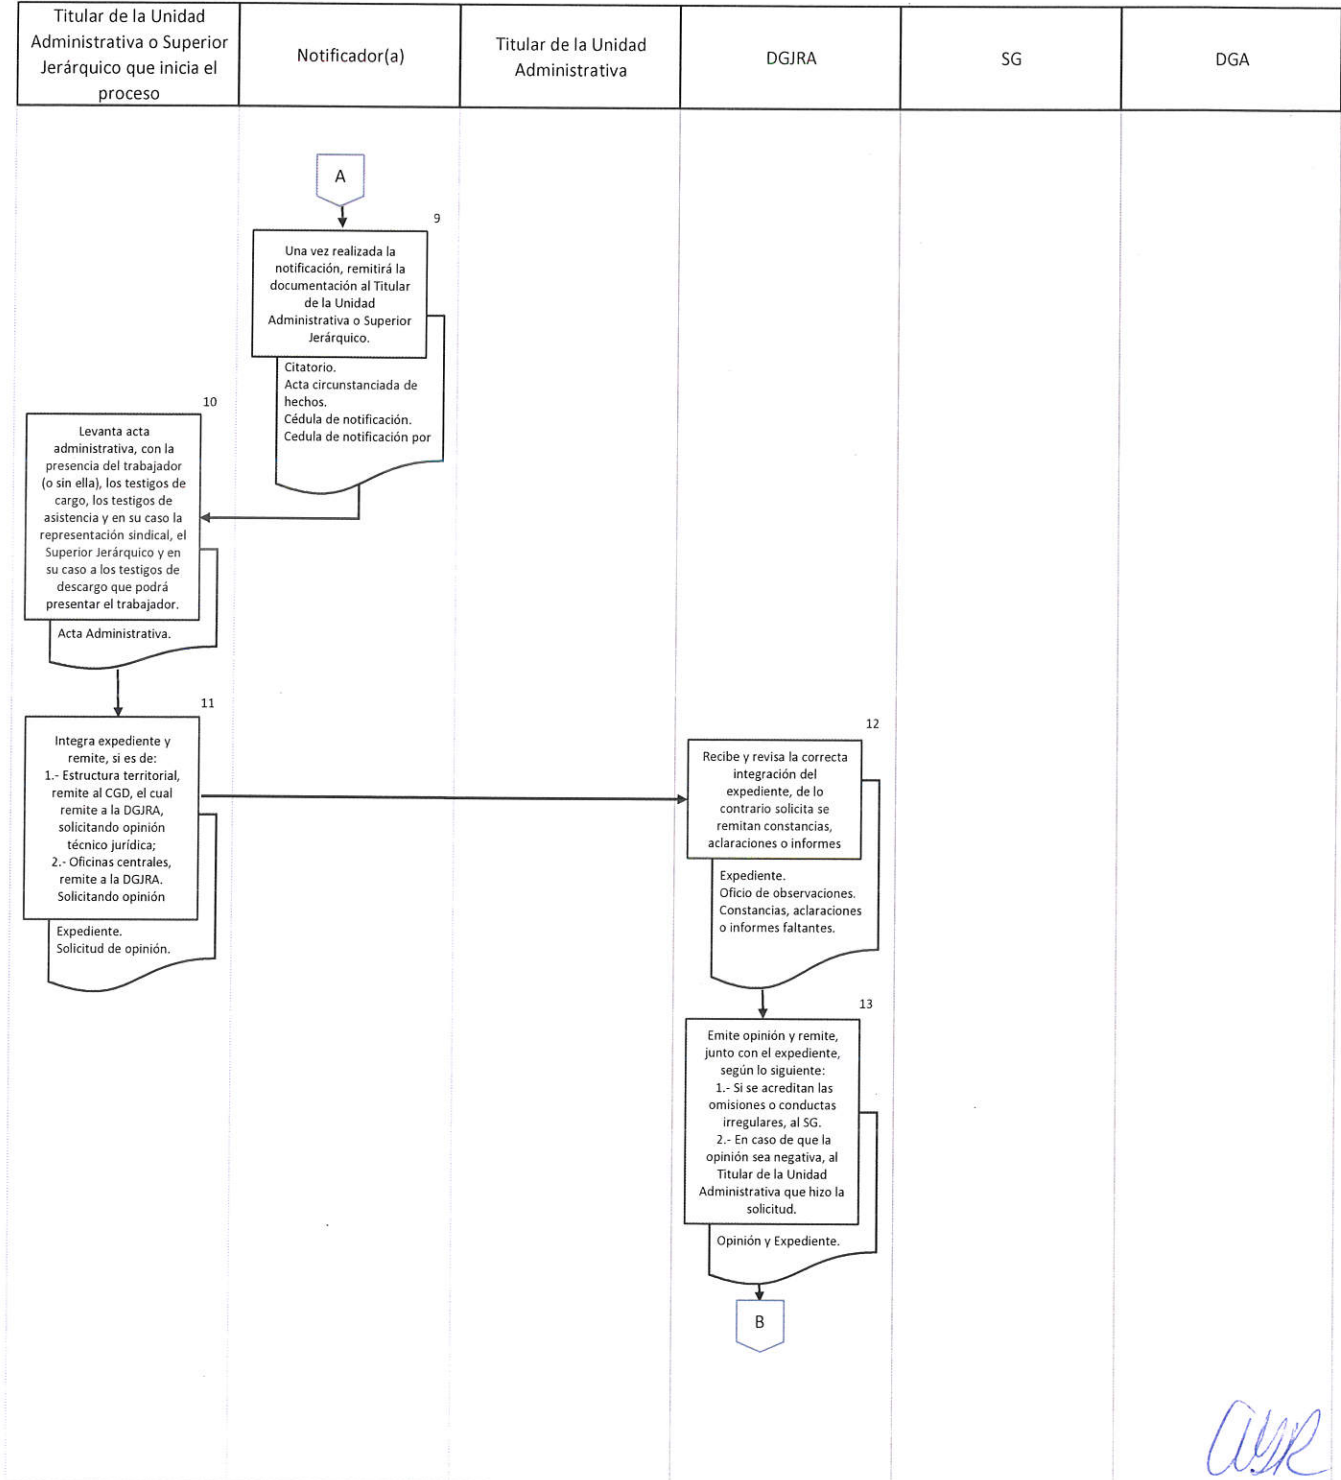 Titular de la Unidad
Administrativa o Superior
Jerárquico que inicia el
proceso
Notificador(a)
Titular de la Unidad
Administrativa
DGJRA
SG
DGA
A
9
Una vez realizada la
notificación, remitirá la
documentación al Titular
de la Unidad
Administrativa o Superior
Jerárquico.
Citatorio.
Acta circunstanciada de
hechos.
Cédula de notificación.
Cedula de notificación por
10
Levanta acta
administrativa, con la
presencia del trabajador
(o sin ella), los testigos de
cargo, los testigos de
asistencia y en su caso la
representación sindical, el
Superior Jerárquico y en
su caso a los testigos de
descargo que podrá
presentar el trabajador.
Acta Administrativa.
11
Integra expediente y
remite, si es de:
1.- Estructura territorial,
remite al CGD, el cual
remite a la DGJRA,
solicitando opinión
técnico jurídica;
2.- Oficinas centrales,
remite a la DGJRA.
Solicitando opinión
Expediente.
Solicitud de opinión.
12
Recibe y revisa la correcta
integración del
expediente, de lo
contrario solicita se
remitan constancias,
aclaraciones o informes
Expediente.
Oficio de observaciones.
Constancias, aclaraciones
o informes faltantes.
13
Emite opinión y remite,
junto con el expediente,
según lo siguiente:
1.- Si se acreditan las
omisiones o conductas
irregulares, al SG.
2.- En caso de que la
opinión sea negativa, al
Titular de la Unidad
Administrativa que hizo la
solicitud.
Opinión y Expediente.
B